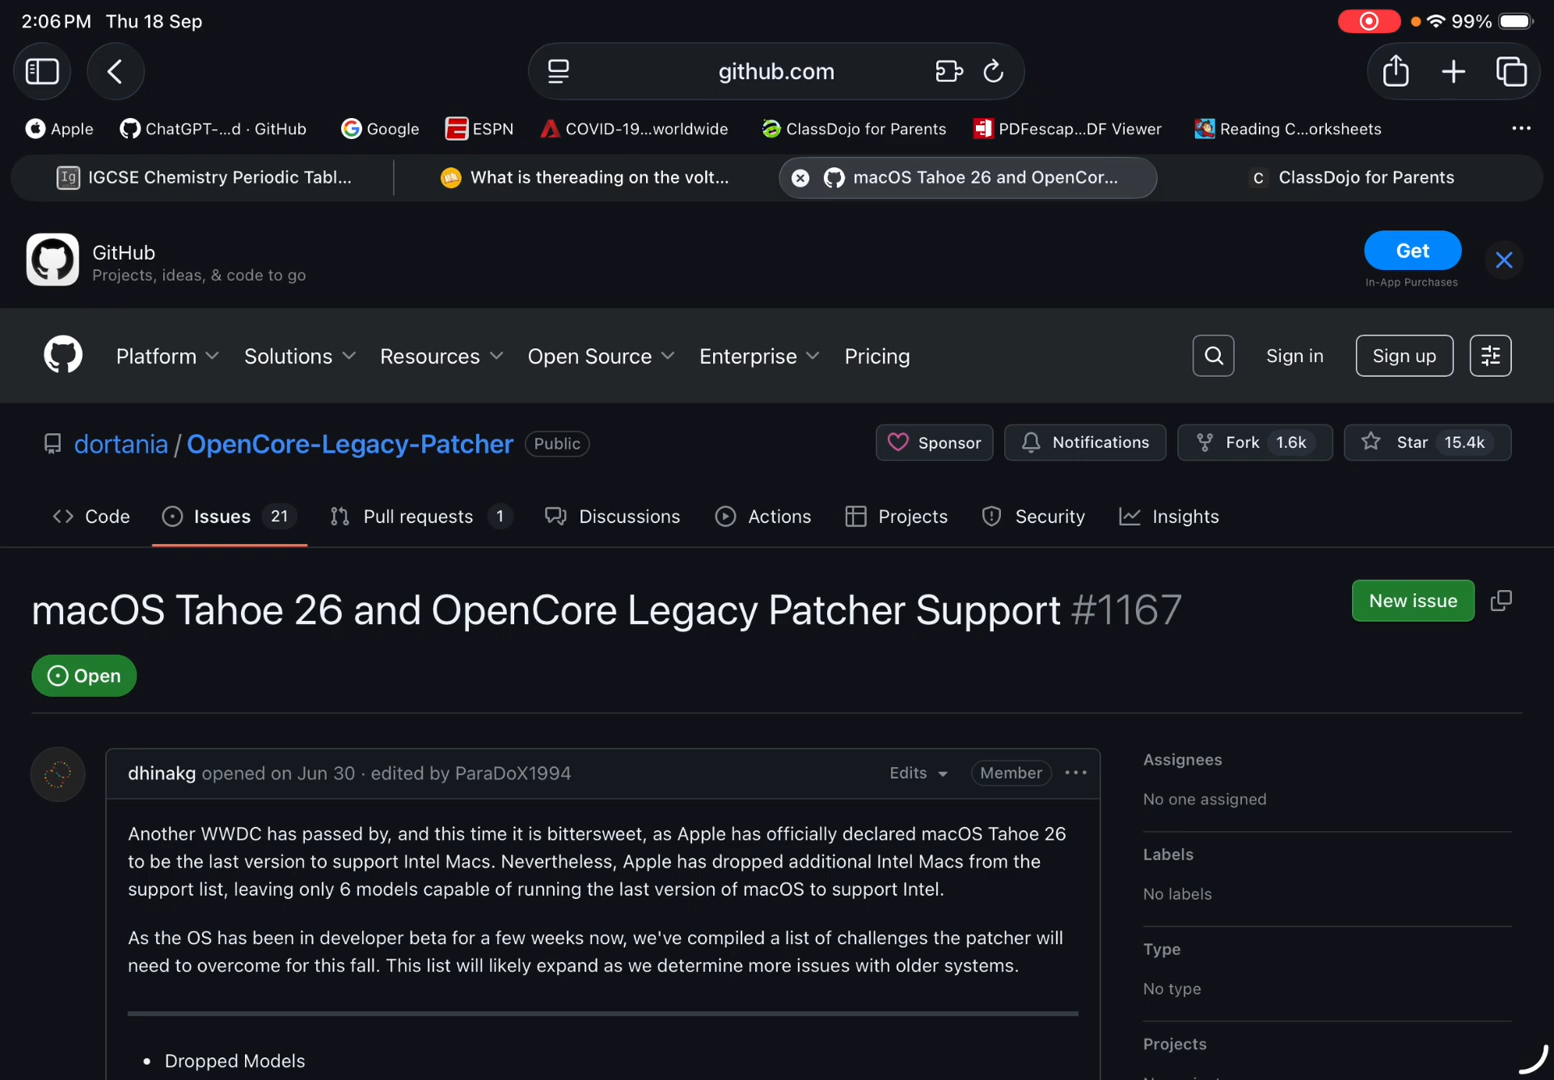 2:06 PM Thu 18 Sep
99%
github.com
Apple
ChatGPT-...d · GitHub
Google
ESPN
COVID-19...worldwide
ClassDojo for Parents
PDFescap...DF Viewer
Reading C...orksheets
Ig IGCSE Chemistry Periodic Tabl...
What is thereading on the volt...
macOS Tahoe 26 and OpenCor...
C ClassDojo for Parents
GitHub
Projects, ideas, & code to go
Get
In-App Purchases
Platform
Solutions
Resources
Open Source
Enterprise
Pricing
Sign in
Sign up
dortania / OpenCore-Legacy-Patcher Public
Sponsor
Notifications
Fork 1.6k
Star 15.4k
Code
Issues 21
Pull requests 1
Discussions
Actions
Projects
Security
Insights
macOS Tahoe 26 and OpenCore Legacy Patcher Support #1167
New issue
Open
dhinakg opened on Jun 30 · edited by ParaDoX1994
Edits
Member
Another WWDC has passed by, and this time it is bittersweet, as Apple has officially declared macOS Tahoe 26
to be the last version to support Intel Macs. Nevertheless, Apple has dropped additional Intel Macs from the
support list, leaving only 6 models capable of running the last version of macOS to support Intel.
As the OS has been in developer beta for a few weeks now, we've compiled a list of challenges the patcher will
need to overcome for this fall. This list will likely expand as we determine more issues with older systems.
• Dropped Models
Assignees
No one assigned
Labels
No labels
Type
No type
Projects